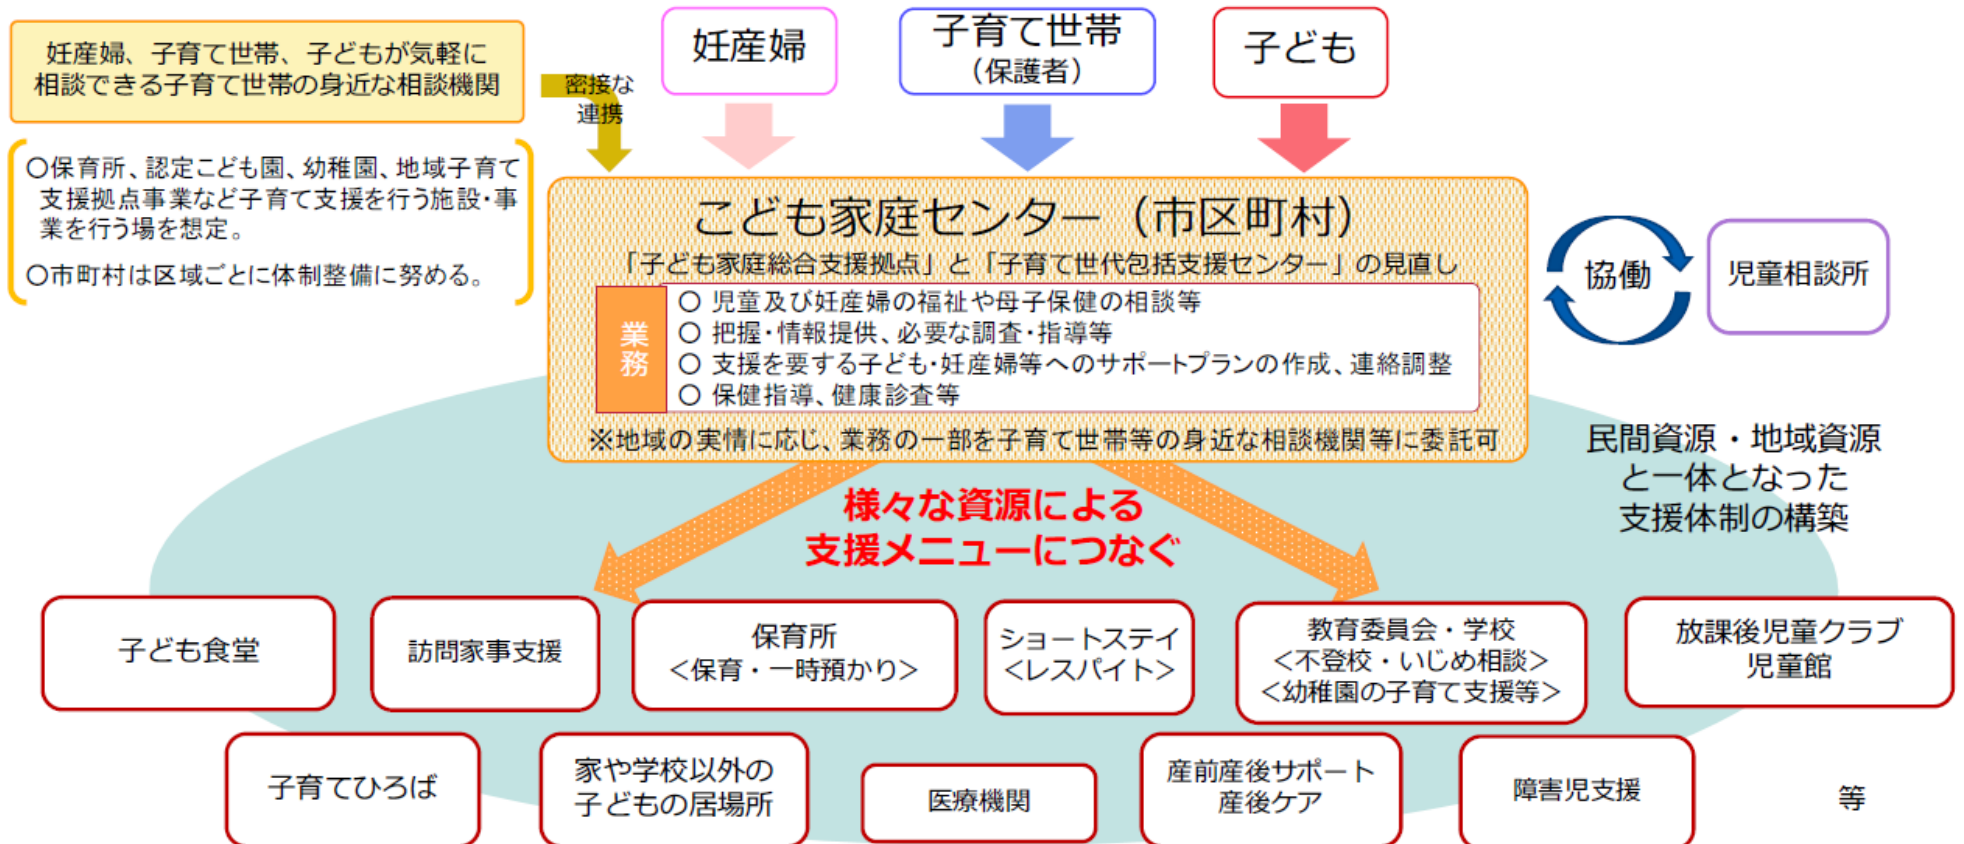 妊産婦、子育て世帯、子どもが気軽に
相談できる子育て世帯の身近な相談機関
密接な
連携
妊産婦
子育て世帯
（保護者）
子ども
〇保育所、認定こども園、幼稚園、地域子育て
支援拠点事業など子育て支援を行う施設・事
業を行う場を想定。
〇市町村は区域ごとに体制整備に努める。
こども家庭センター（市区町村）
「子ども家庭総合支援拠点」と「子育て世代包括支援センター」の見直し
業務
〇 児童及び妊産婦の福祉や母子保健の相談等
〇 把握・情報提供、必要な調査・指導等
〇 支援を要する子ども・妊産婦等へのサポートプランの作成、連絡調整
〇 保健指導、健康診査等
※地域の実情に応じ、業務の一部を子育て世帯等の身近な相談機関等に委託可
協働
児童相談所
民間資源・地域資源
と一体となった
支援体制の構築
様々な資源による
支援メニューにつなぐ
子ども食堂
訪問家事支援
保育所
＜保育・一時預かり＞
ショートステイ
＜レスパイト＞
教育委員会・学校
＜不登校・いじめ相談＞
＜幼稚園の子育て支援等＞
放課後児童クラブ
児童館
子育てひろば
家や学校以外の
子どもの居場所
医療機関
産前産後サポート
産後ケア
障害児支援
等